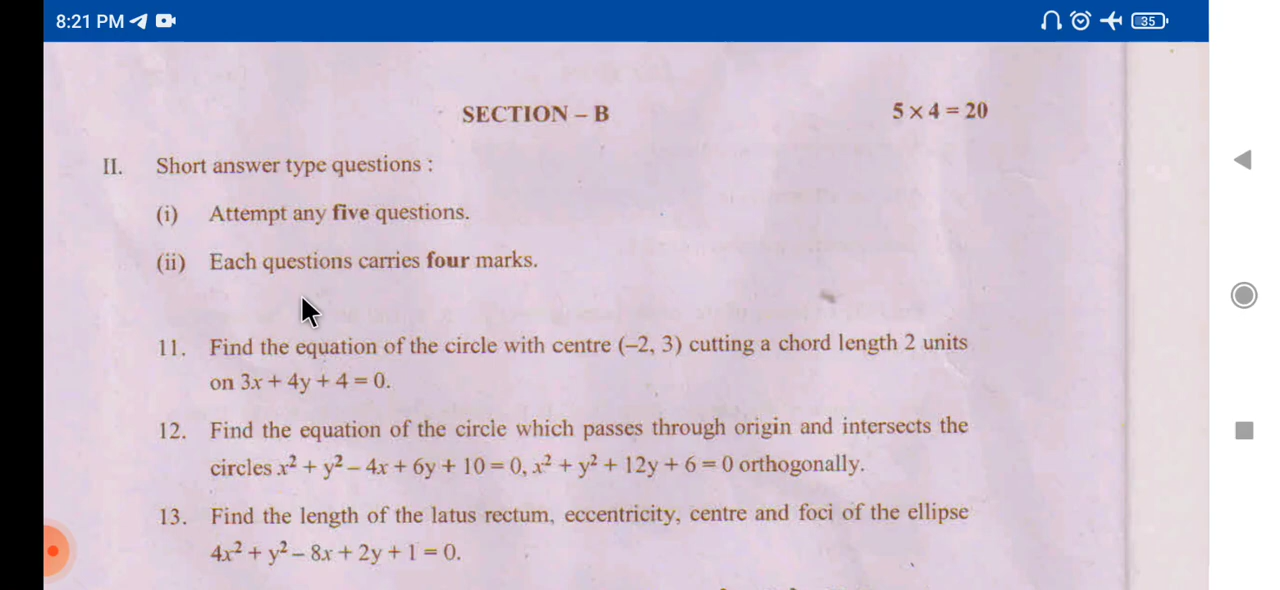 8:21 PM
35
SECTION – B 5 × 4 = 20
II. Short answer type questions :
(i) Attempt any five questions.
(ii) Each questions carries four marks.
11. Find the equation of the circle with centre (–2, 3) cutting a chord length 2 units
on 3x + 4y + 4 = 0.
12. Find the equation of the circle which passes through origin and intersects the
circles x² + y² – 4x + 6y + 10 = 0, x² + y² + 12y + 6 = 0 orthogonally.
13. Find the length of the latus rectum, eccentricity, centre and foci of the ellipse
4x² + y² – 8x + 2y + 1 = 0.